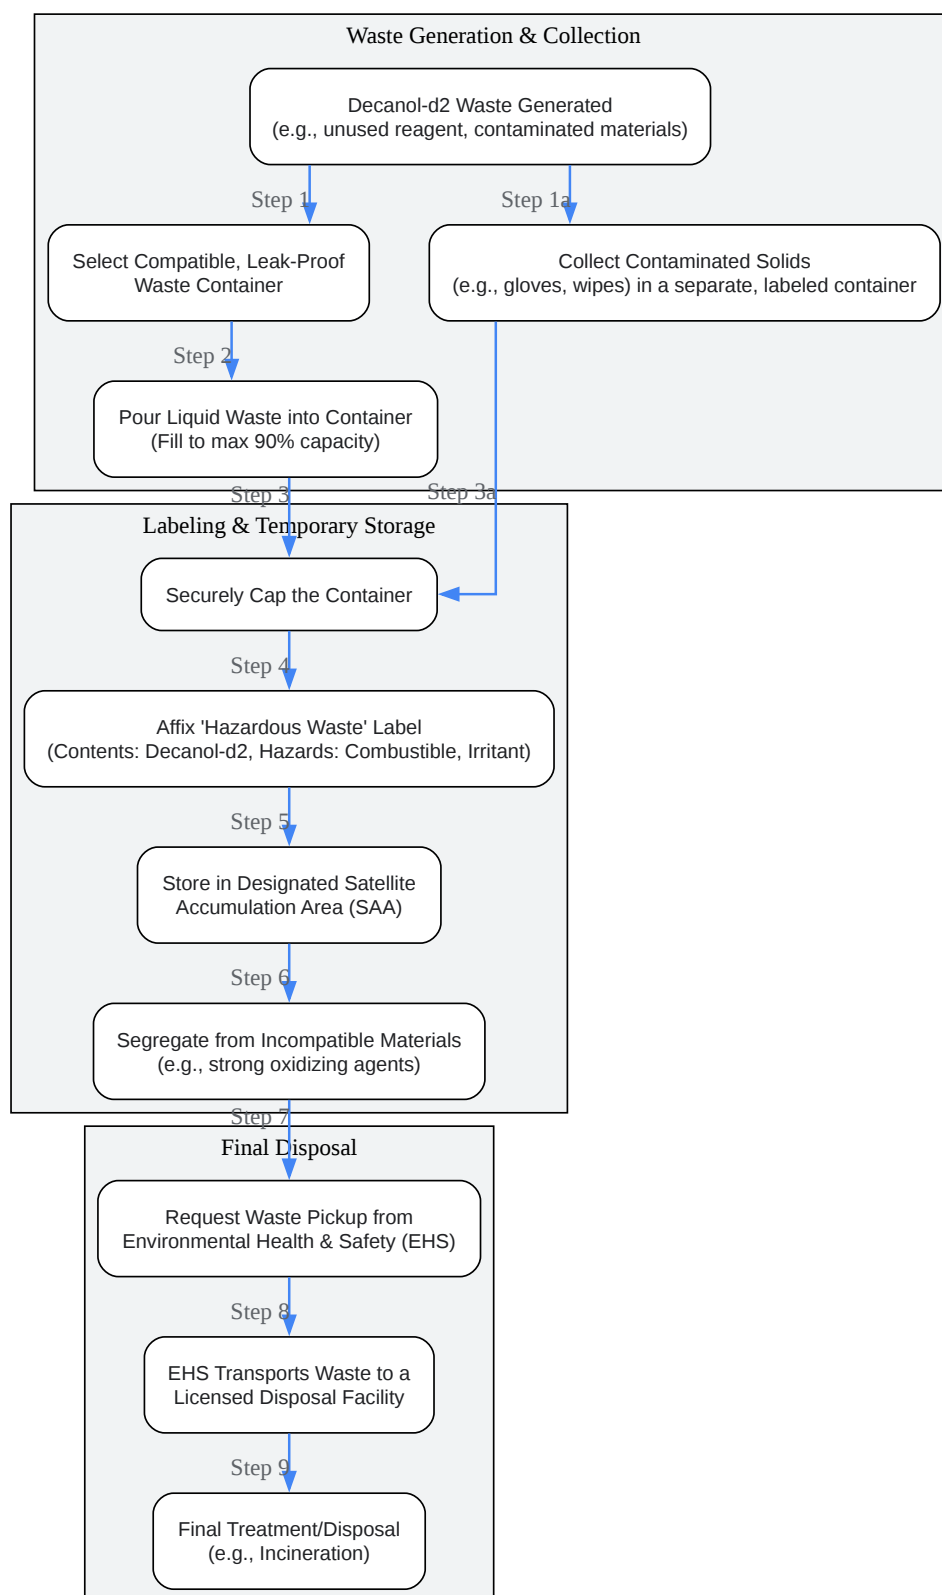 Waste Generation & Collection
Decanol-d2 Waste Generated
(e.g., unused reagent, contaminated materials)
Step 1
Step 1a
Select Compatible, Leak-Proof
Waste Container
Collect Contaminated Solids
(e.g., gloves, wipes) in a separate, labeled container
Step 2
Pour Liquid Waste into Container
(Fill to max 90% capacity)
Step 3
Step 3a
Labeling & Temporary Storage
Securely Cap the Container
Step 4
Affix 'Hazardous Waste' Label
(Contents: Decanol-d2, Hazards: Combustible, Irritant)
Step 5
Store in Designated Satellite
Accumulation Area (SAA)
Step 6
Segregate from Incompatible Materials
(e.g., strong oxidizing agents)
Step 7
Final Disposal
Request Waste Pickup from
Environmental Health & Safety (EHS)
Step 8
EHS Transports Waste to a
Licensed Disposal Facility
Step 9
Final Treatment/Disposal
(e.g., Incineration)